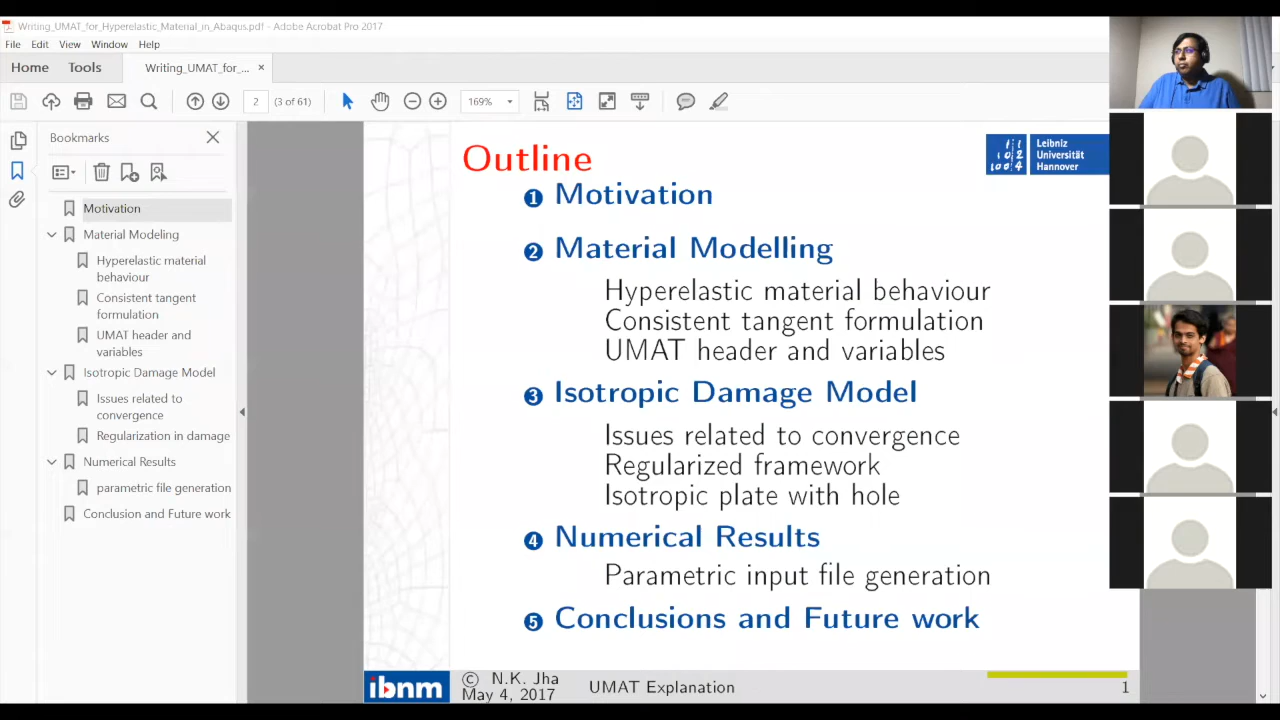 Writing_UMAT_for_Hyperelastic_Material_in_Abaqus.pdf - Adobe Acrobat Pro 2017
File Edit View Window Help
Home Tools Writing_UMAT_for_... ×
2 (3 of 61) 169%
Bookmarks
Motivation
Material Modeling
Hyperelastic material
behaviour
Consistent tangent
formulation
UMAT header and
variables
Isotropic Damage Model
Issues related to
convergence
Regularization in damage
Numerical Results
parametric file generation
Conclusion and Future work
Outline
Leibniz
Universität
Hannover
1 Motivation
2 Material Modelling
Hyperelastic material behaviour
Consistent tangent formulation
UMAT header and variables
3 Isotropic Damage Model
Issues related to convergence
Regularized framework
Isotropic plate with hole
4 Numerical Results
Parametric input file generation
5 Conclusions and Future work
ibnm
© N.K. Jha
May 4, 2017
UMAT Explanation
1